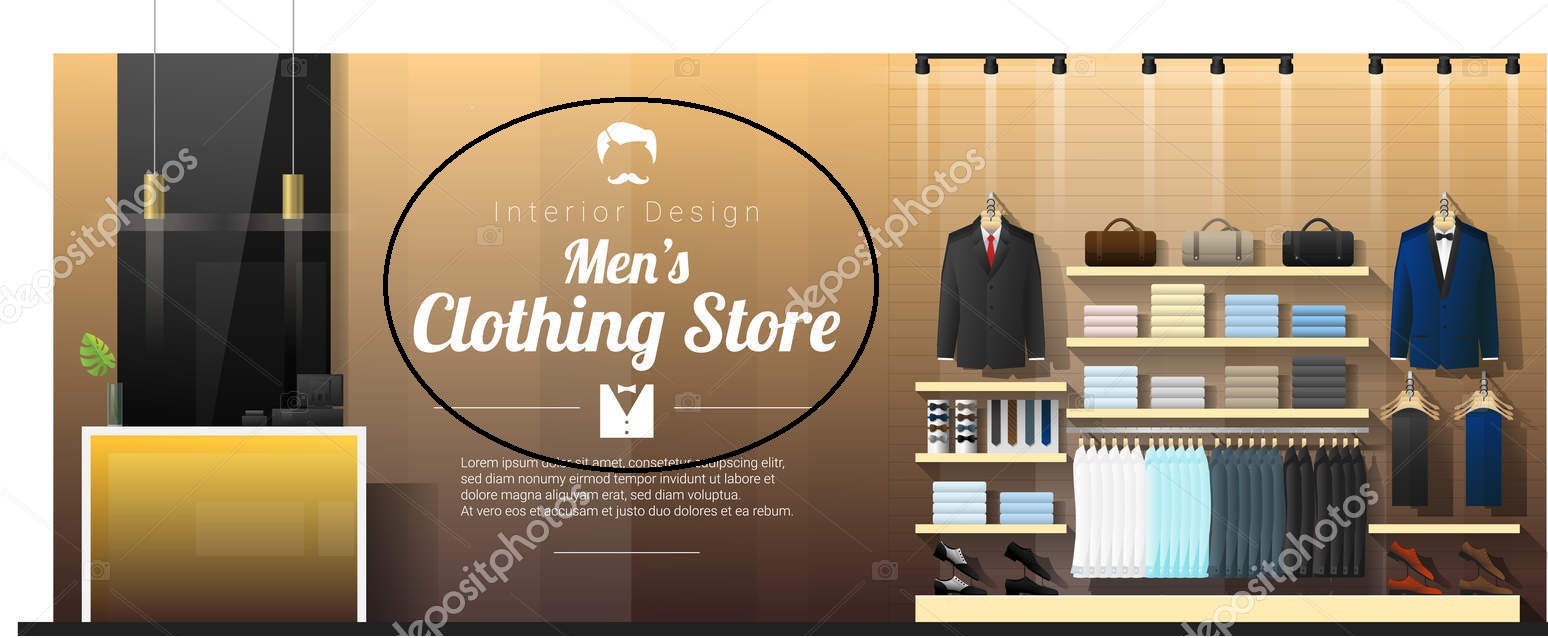 Interior Design
Men's
Clothing Store
Lorem ipsum dolor sit amet, consetetur sadipscing elitr,
sed diam nonumy eirmod tempor invidunt ut labore et
dolore magna aliquyam erat, sed diam voluptua.
At vero eos et accusam et justo duo dolores et ea rebum.
depositphotos
depositphotos
depositphotos
depositphotos
depositphotos